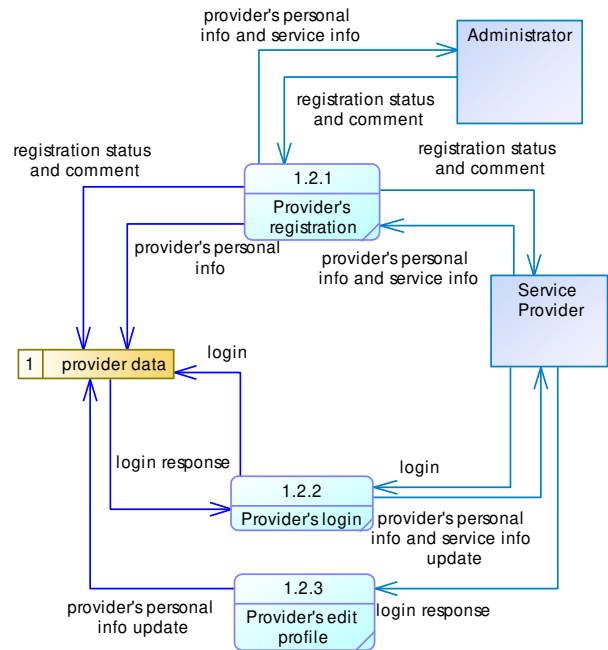 provider's personal
info and service info
Administrator
registration status
and comment
registration status
and comment
registration status
and comment
1.2.1
Provider's
registration
provider's personal
info
provider's personal
info and service info
Service
Provider
1 provider data
login
login response
login
1.2.2
Provider's login
provider's personal
info and service info
update
1.2.3
Provider's edit
profile
provider's personal
info update
login response